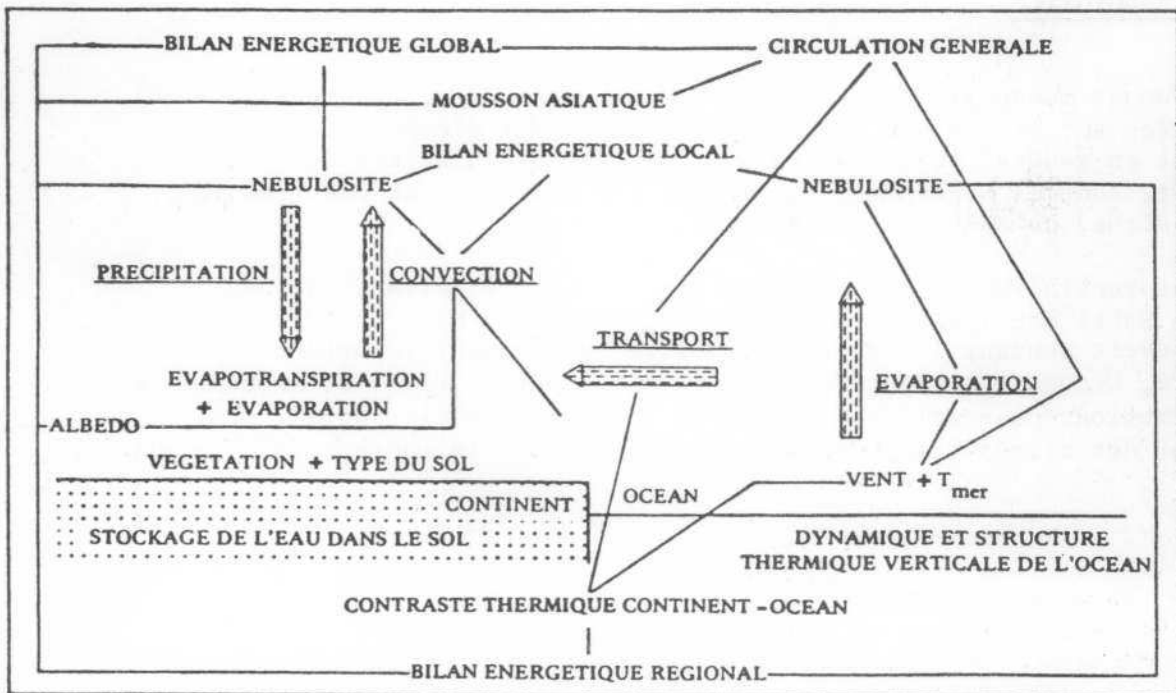 BILAN ENERGETIQUE GLOBAL
CIRCULATION GENERALE
MOUSSON ASIATIQUE
BILAN ENERGETIQUE LOCAL
NEBULOSITE
NEBULOSITE
PRECIPITATION
CONVECTION
TRANSPORT
EVAPOTRANSPIRATION
+ EVAPORATION
EVAPORATION
ALBEDO
VEGETATION + TYPE DU SOL
VENT + T mer
CONTINENT
OCEAN
STOCKAGE DE L'EAU DANS LE SOL
DYNAMIQUE ET STRUCTURE
THERMIQUE VERTICALE DE L'OCEAN
CONTRASTE THERMIQUE CONTINENT - OCEAN
BILAN ENERGETIQUE REGIONAL